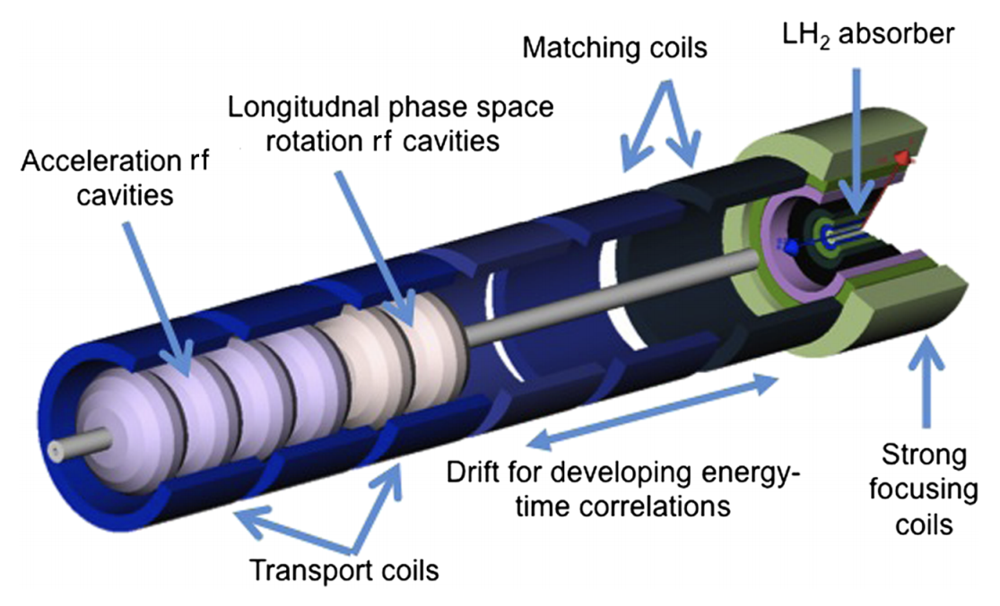 Matching coils
LH₂ absorber
Longitudnal phase space
rotation rf cavities
Acceleration rf
cavities
Drift for developing energy-
time correlations
Strong
focusing
coils
Transport coils